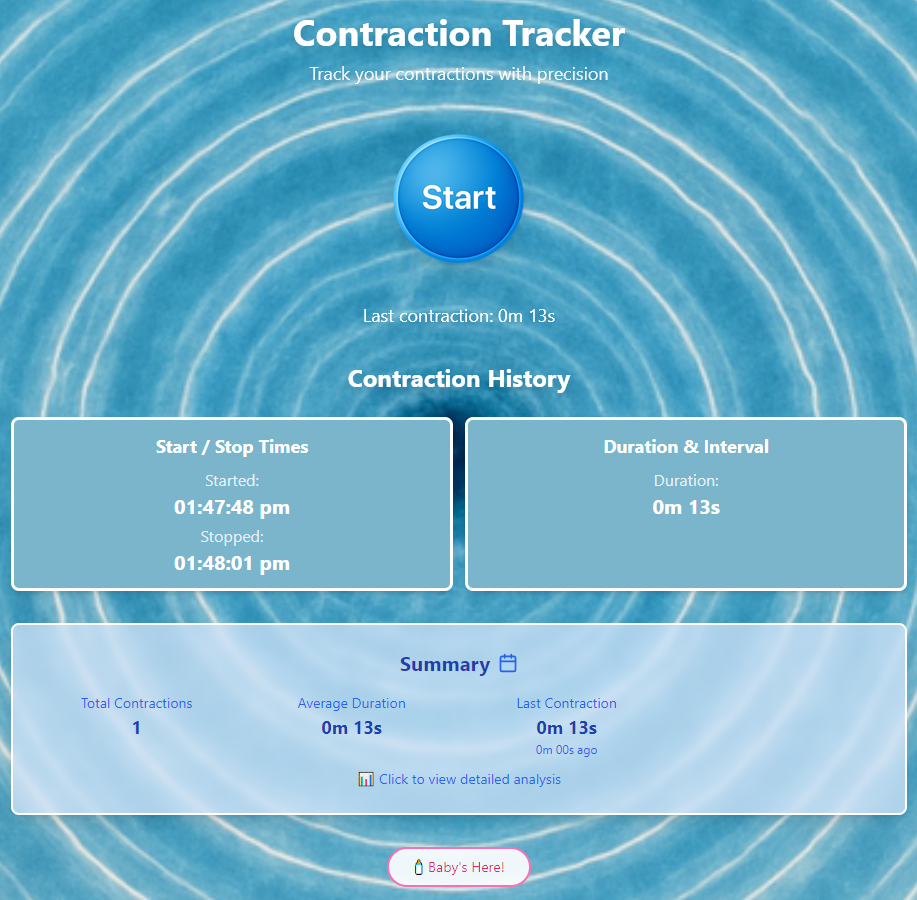 Contraction Tracker
Track your contractions with precision
Start
Last contraction: 0m 13s
Contraction History
Start / Stop Times
Started:
01:47:48 pm
Stopped:
01:48:01 pm
Duration & Interval
Duration:
0m 13s
Summary
Total Contractions
1
Average Duration
0m 13s
Last Contraction
0m 13s
0m 00s ago
Click to view detailed analysis
Baby's Here!